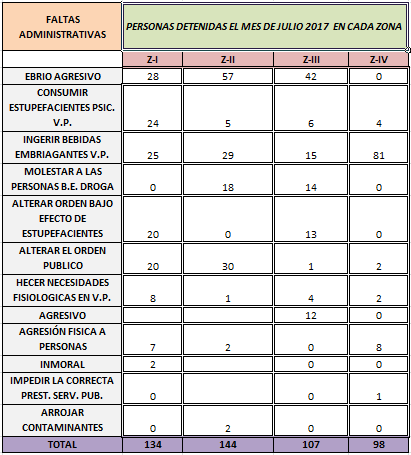 FALTAS ADMINISTRATIVAS PERSONAS DETENIDAS EL MES DE JULIO 2017 EN CADA ZONA
Z-I Z-II Z-III Z-IV
EBRIO AGRESIVO 28 57 42 0
CONSUMIR
ESTUPEFACIENTES PSIC.
V.P. 24 5 6 4
INGERIR BEBIDAS
EMBRIAGANTES V.P. 25 29 15 81
MOLESTAR A LAS
PERSONAS B.E. DROGA 0 18 14 0
ALTERAR ORDEN BAJO
EFECTO DE
ESTUPEFACIENTES 20 0 13 0
ALTERAR EL ORDEN
PUBLICO 20 30 1 2
HECER NECESIDADES
FISIOLOGICAS EN V.P. 8 1 4 2
AGRESIVO 12 0
AGRESIÓN FISICA A
PERSONAS 7 2 0 8
INMORAL 2 0 0
IMPEDIR LA CORRECTA
PREST. SERV. PUB. 0 0 1
ARROJAR
CONTAMINANTES 0 2 0 0
TOTAL 134 144 107 98